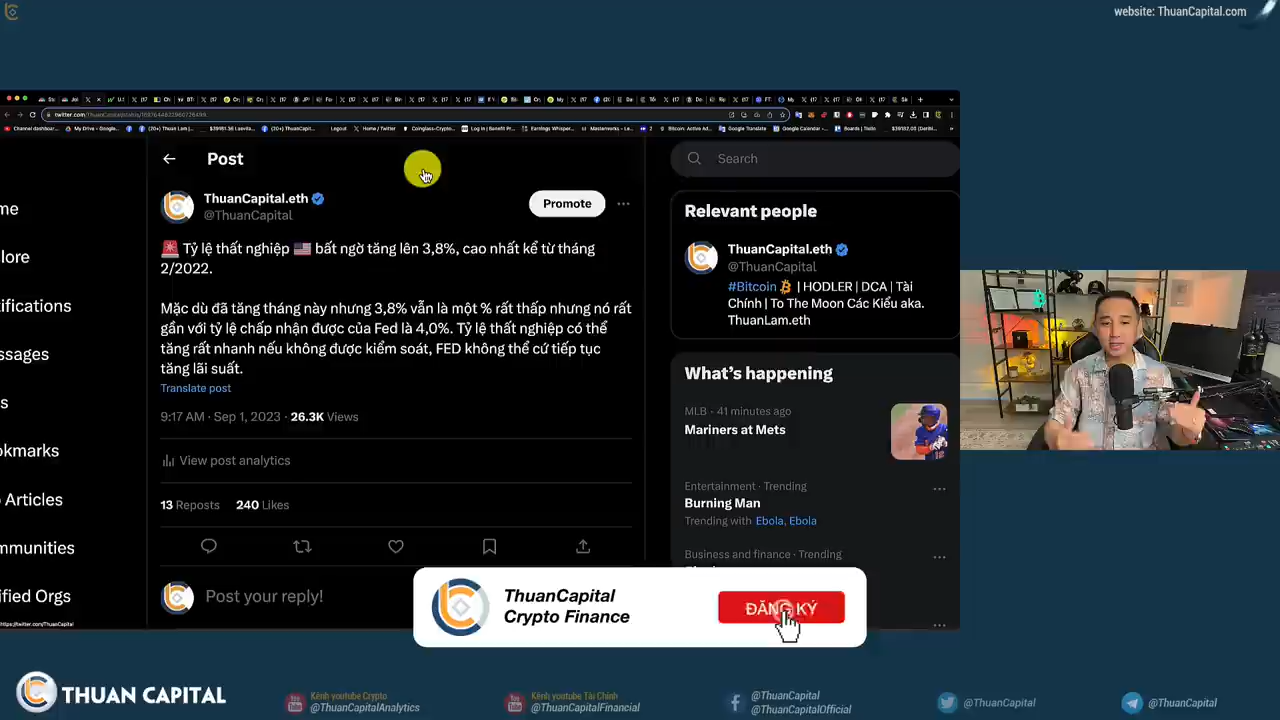 website: ThuanCapital.com
Post
Search
ThuanCapital.eth
@ThuanCapital
Promote
Tỷ lệ thất nghiệp bất ngờ tăng lên 3,8%, cao nhất kể từ tháng
2/2022.
Mặc dù đã tăng tháng này nhưng 3,8% vẫn là một % rất thấp nhưng nó rất
gần với tỷ lệ chấp nhận được của Fed là 4,0%. Tỷ lệ thất nghiệp có thể
tăng rất nhanh nếu không được kiểm soát, FED không thể cứ tiếp tục
tăng lãi suất.
Translate post
9:17 AM · Sep 1, 2023 · 26.3K Views
View post analytics
13 Reposts 240 Likes
Post your reply!
me
lore
tifications
ssages
s
okmarks
Articles
mmunities
ified Orgs
Relevant people
ThuanCapital.eth
@ThuanCapital
#Bitcoin | HODLER | DCA | Tài
Chính | To The Moon Các Kiểu aka.
ThuanLam.eth
What's happening
MLB · 41 minutes ago
Mariners at Mets
Entertainment · Trending
Burning Man
Trending with Ebola, Ebola
Business and finance · Trending
ThuanCapital
Crypto Finance
ĐĂNG KÝ
THUAN CAPITAL
Kênh youtube Crypto
@ThuanCapitalAnalytics
Kênh youtube Tài Chính
@ThuanCapitalFinancial
@ThuanCapital
@ThuanCapitalOfficial
@ThuanCapital
@ThuanCapital